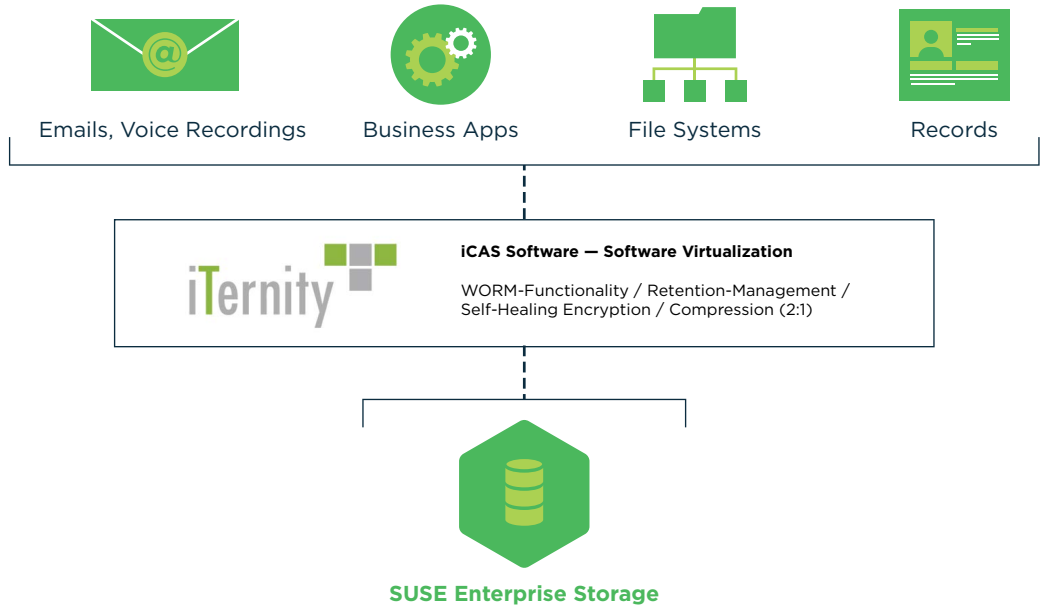 @
Emails, Voice Recordings
Business Apps
File Systems
Records
iTernity
iCAS Software — Software Virtualization
WORM-Functionality / Retention-Management /
Self-Healing Encryption / Compression (2:1)
SUSE Enterprise Storage